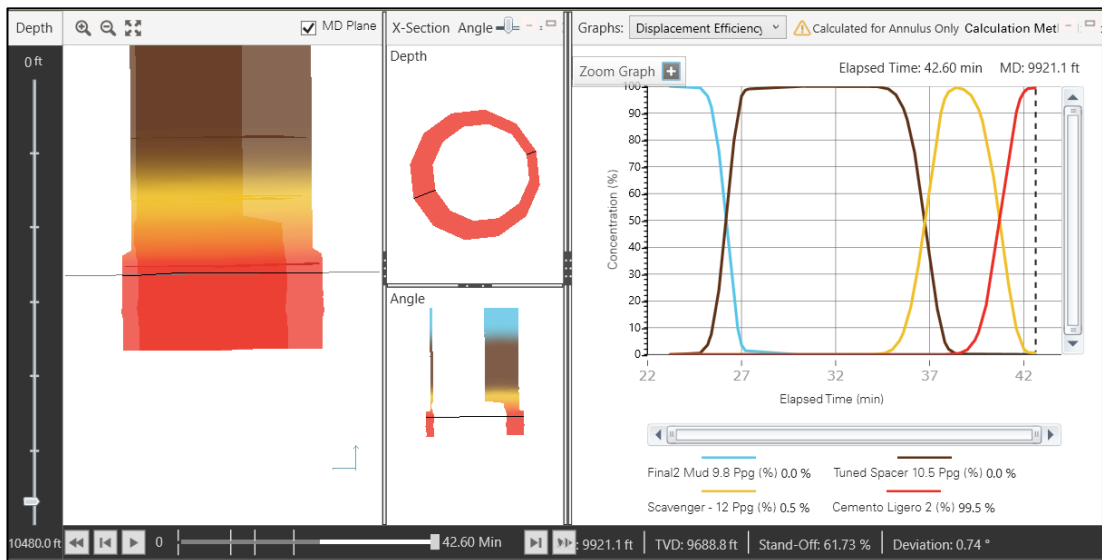 Depth
MD Plane
X-Section Angle
Graphs: Displacement Efficiency
Calculated for Annulus Only Calculation Met
0 ft
Depth
Zoom Graph
Elapsed Time: 42.60 min MD: 9921.1 ft
Concentration (%)
100
90
80
70
60
50
40
30
20
10
0
22 27 32 37 42
Elapsed Time (min)
Angle
Final2 Mud 9.8 Ppg (%) 0.0 %
Tuned Spacer 10.5 Ppg (%) 0.0 %
Scavenger - 12 Ppg (%) 0.5 %
Cemento Ligero 2 (%) 99.5 %
10480.0 ft
0
42.60 Min
: 9921.1 ft TVD: 9688.8 ft Stand-Off: 61.73 % Deviation: 0.74 °